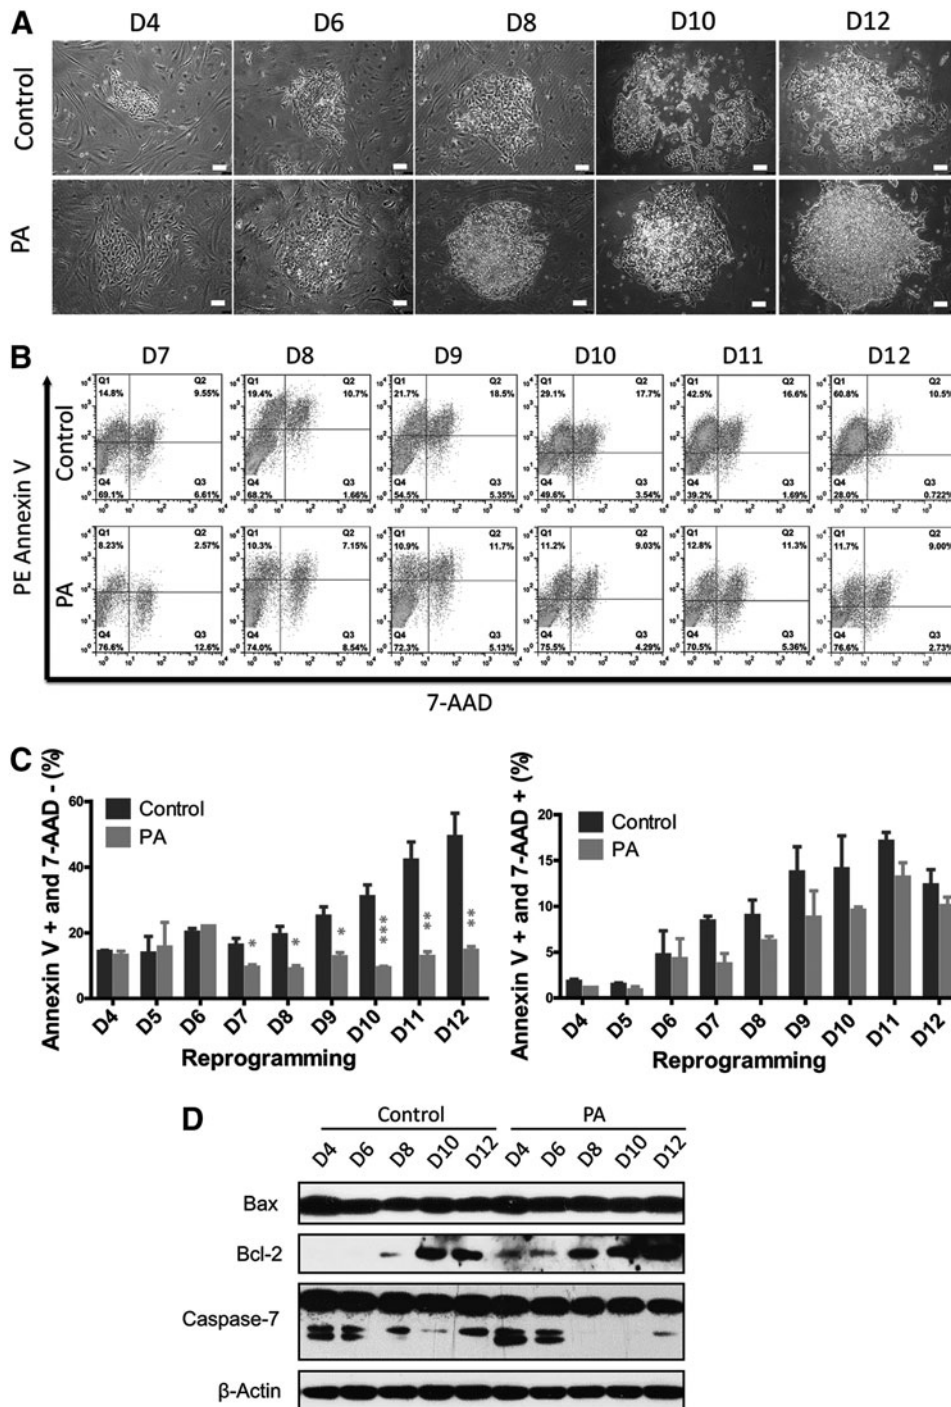 A
D4 D6 D8 D10 D12
Control
PA
B
D7 D8 D9 D10 D11 D12
PE Annexin V
Control
Q1 14.8% Q2 9.55% Q4 69.1% Q3 6.61%
Q1 19.4% Q2 10.7% Q4 68.2% Q3 1.66%
Q1 21.7% Q2 18.5% Q4 54.5% Q3 5.35%
Q1 29.1% Q2 17.7% Q4 49.6% Q3 3.54%
Q1 42.5% Q2 16.6% Q4 39.2% Q3 1.69%
Q1 60.8% Q2 10.5% Q4 28.0% Q3 0.722%
PA
Q1 8.23% Q2 2.57% Q4 76.6% Q3 12.6%
Q1 10.3% Q2 7.15% Q4 74.0% Q3 8.54%
Q1 10.9% Q2 11.7% Q4 72.3% Q3 5.13%
Q1 11.2% Q2 9.03% Q4 75.5% Q3 4.29%
Q1 12.8% Q2 11.3% Q4 70.5% Q3 5.36%
Q1 11.7% Q2 9.00% Q4 76.6% Q3 2.73%
7-AAD
C
Annexin V + and 7-AAD - (%)
60
40
20
0
Control
PA
* * * *** ** **
D4 D5 D6 D7 D8 D9 D10 D11 D12
Reprogramming
Annexin V + and 7-AAD + (%)
20
15
10
5
0
Control
PA
D4 D5 D6 D7 D8 D9 D10 D11 D12
Reprogramming
D
Control PA
D4 D6 D8 D10 D12 D4 D6 D8 D10 D12
Bax
Bcl-2
Caspase-7
β-Actin